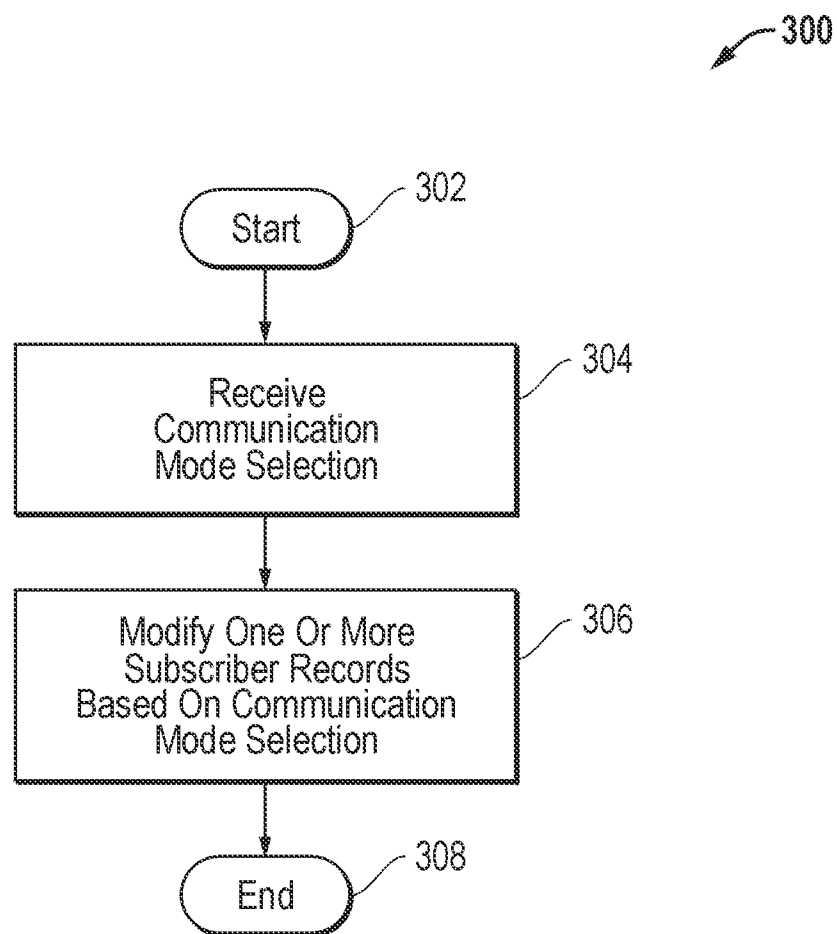 300
302
Start
304
Receive
Communication
Mode Selection
306
Modify One Or More
Subscriber Records
Based On Communication
Mode Selection
308
End